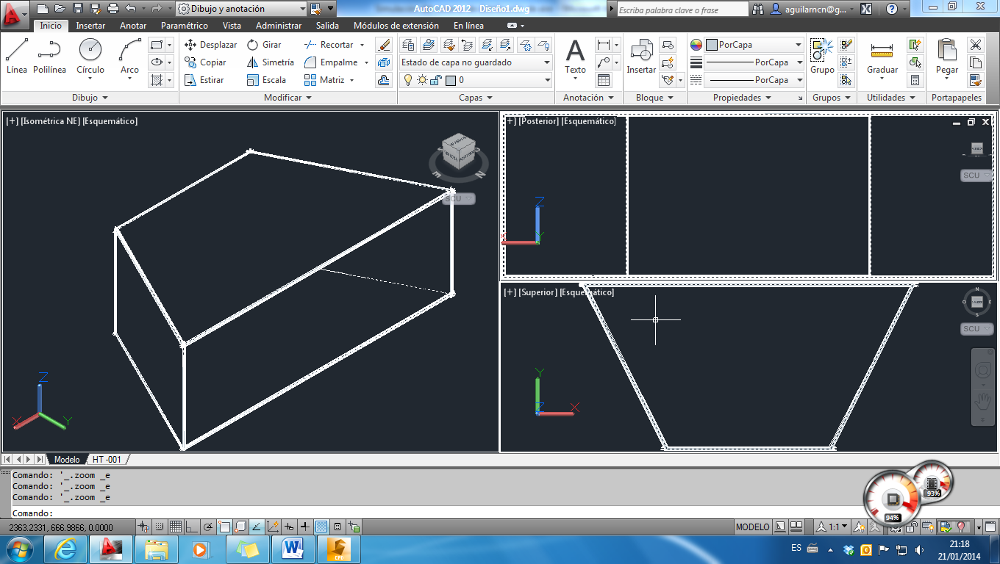 Dibujo y anotación
AutoCAD 2012 Diseño1.dwg
Escriba palabra clave o frase
aguilarncn@g...
Inicio Insertar Anotar Paramétrico Vista Administrar Salida Módulos de extensión En línea
Línea Polilínea Círculo Arco
Desplazar Girar Recortar
Copiar Simetría Empalme
Estirar Escala Matriz
Estado de capa no guardado
0
Texto
Insertar
PorCapa
PorCapa
PorCapa
Grupo
Graduar
Pegar
Dibujo Modificar Capas Anotación Bloque Propiedades Grupos Utilidades Portapapeles
[+] [Isométrica NE] [Esquemático]
E N
SCU
Z
X Y
+] [Posterior] [Esquemático]
SCU
Z
X Y
[+] [Superior] [Esquemático]
N
O E
S
SCU
Y
Z X
Modelo HT -001
Comando: '_.zoom _e
Comando: '_.zoom _e
Comando: '_.zoom _e
Comando:
93%
94%
2363.2331, 666.9866, 0.0000
MODELO
1:1
ES
21:18
21/01/2014
W
CFD